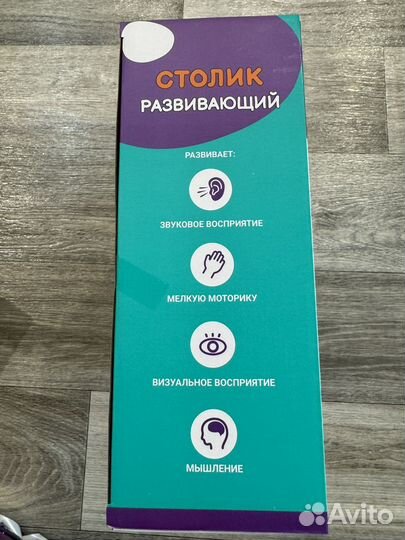 СТОЛИК
РАЗВИВАЮЩИЙ
РАЗВИВАЕТ:
ЗВУКОВОЕ ВОСПРИЯТИЕ
МЕЛКУЮ МОТОРИКУ
ВИЗУАЛЬНОЕ ВОСПРИЯТИЕ
МЫШЛЕНИЕ
Avito